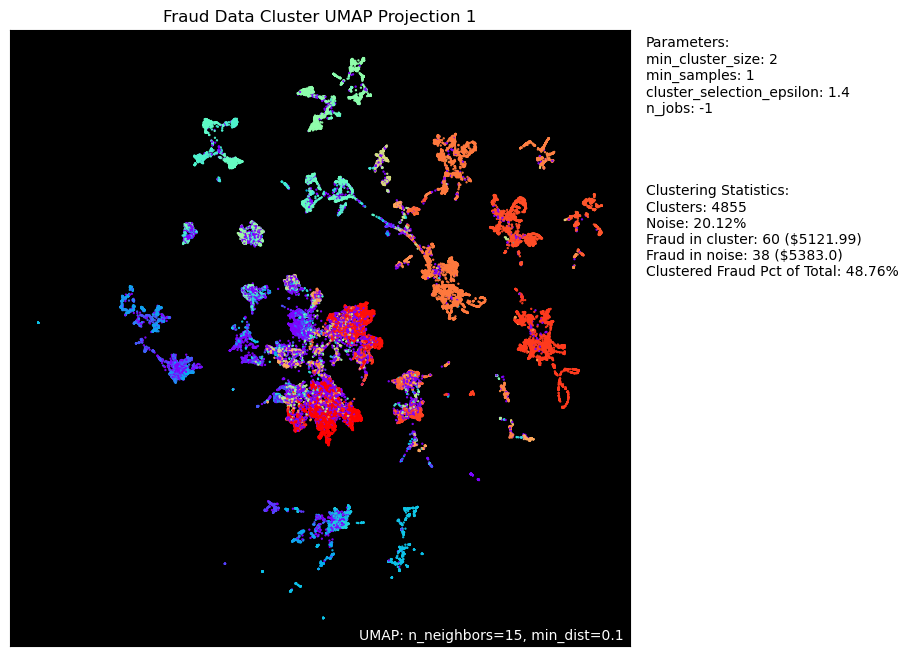 Fraud Data Cluster UMAP Projection 1
Parameters:
min_cluster_size: 2
min_samples: 1
cluster_selection_epsilon: 1.4
n_jobs: -1
Clustering Statistics:
Clusters: 4855
Noise: 20.12%
Fraud in cluster: 60 ($5121.99)
Fraud in noise: 38 ($5383.0)
Clustered Fraud Pct of Total: 48.76%
UMAP: n_neighbors=15, min_dist=0.1